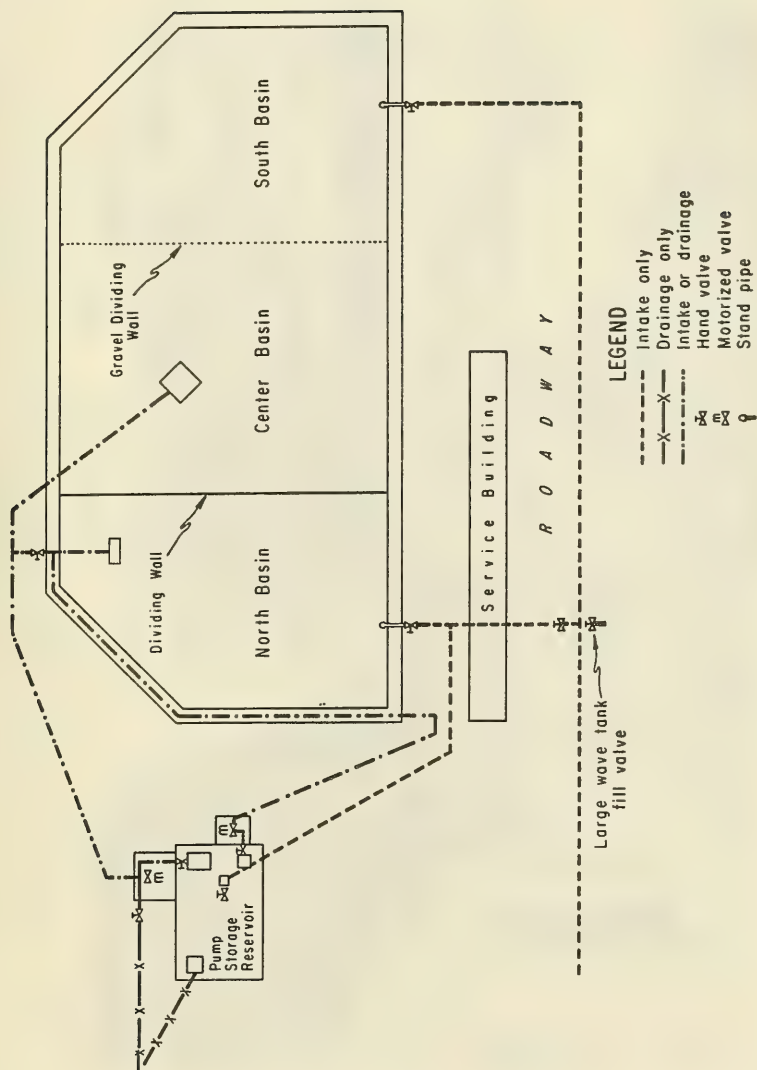 South Basin
Gravel Dividing
Wall
Center Basin
Dividing Wall
North Basin
Service Building
ROADWAY
Large wave tank
fill valve
Pump
Storage
Reservoir
m
m
LEGEND
Intake only
Drainage only
Intake or drainage
Hand valve
m
Motorized valve
Stand pipe